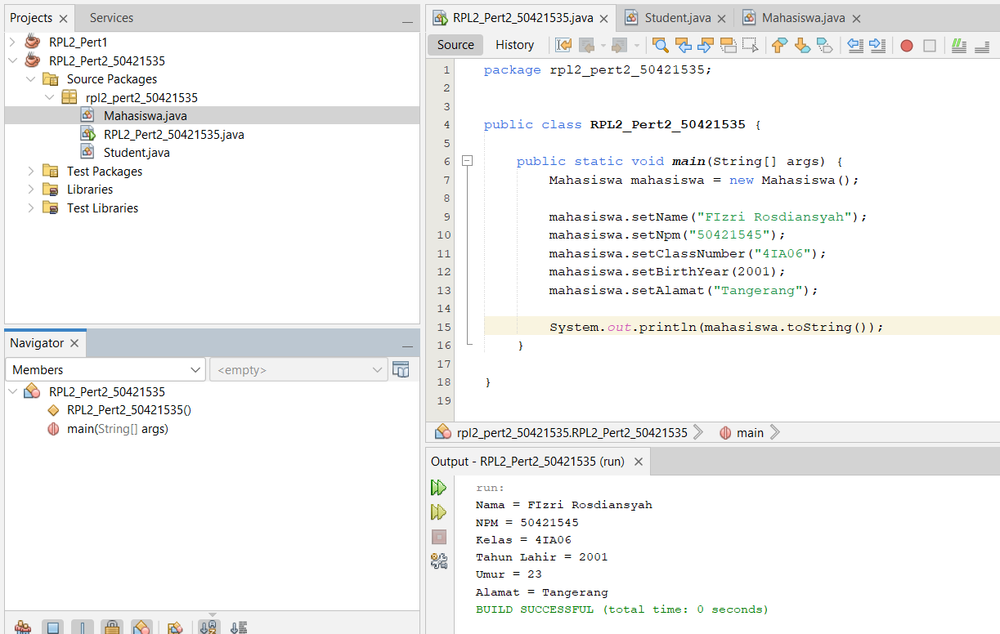 Projects
Services
RPL2_Pert1
RPL2_Pert2_50421535
Source Packages
rpl2_pert2_50421535
Mahasiswa.java
RPL2_Pert2_50421535.java
Student.java
Test Packages
Libraries
Test Libraries
Navigator
Members
<empty>
RPL2_Pert2_50421535
RPL2_Pert2_50421535()
main(String[] args)
RPL2_Pert2_50421535.java
Student.java
Mahasiswa.java
Source
History
1 package rpl2_pert2_50421535;
2
3
4 public class RPL2_Pert2_50421535 {
5
6 public static void main(String[] args) {
7 Mahasiswa mahasiswa = new Mahasiswa();
8
9 mahasiswa.setName("FIzri Rosdiansyah");
10 mahasiswa.setNpm("50421545");
11 mahasiswa.setClassNumber("4IA06");
12 mahasiswa.setBirthYear(2001);
13 mahasiswa.setAlamat("Tangerang");
14
15 System.out.println(mahasiswa.toString());
16 }
17
18 }
19
rpl2_pert2_50421535.RPL2_Pert2_50421535
main
Output - RPL2_Pert2_50421535 (run)
run:
Nama = FIzri Rosdiansyah
NPM = 50421545
Kelas = 4IA06
Tahun Lahir = 2001
Umur = 23
Alamat = Tangerang
BUILD SUCCESSFUL (total time: 0 seconds)